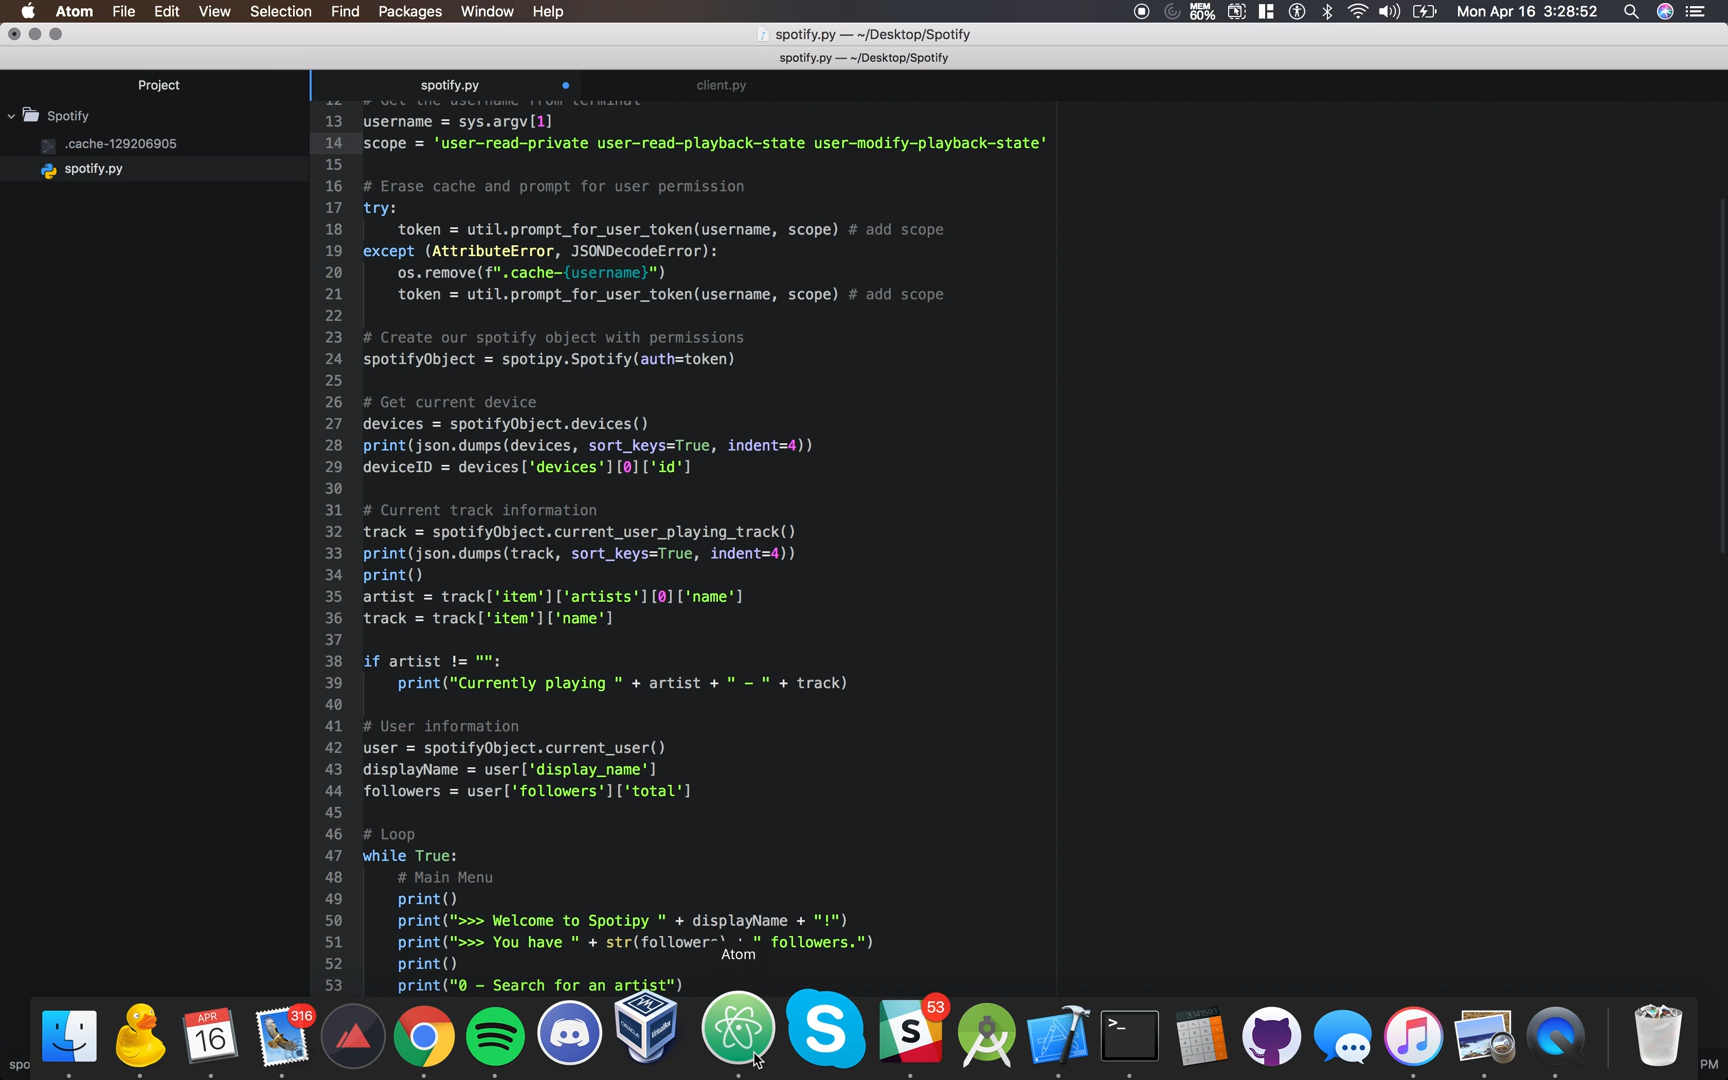 Atom File Edit View Selection Find Packages Window Help MEM 60% Mon Apr 16 3:28:52
spotify.py — ~/Desktop/Spotify
spotify.py — ~/Desktop/Spotify
Project spotify.py client.py
Spotify
.cache-129206905
spotify.py
12 # Get the username from terminal
13 username = sys.argv[1]
14 scope = 'user-read-private user-read-playback-state user-modify-playback-state'
15
16 # Erase cache and prompt for user permission
17 try:
18 token = util.prompt_for_user_token(username, scope) # add scope
19 except (AttributeError, JSONDecodeError):
20 os.remove(f".cache-{username}")
21 token = util.prompt_for_user_token(username, scope) # add scope
22
23 # Create our spotify object with permissions
24 spotifyObject = spotipy.Spotify(auth=token)
25
26 # Get current device
27 devices = spotifyObject.devices()
28 print(json.dumps(devices, sort_keys=True, indent=4))
29 deviceID = devices['devices'][0]['id']
30
31 # Current track information
32 track = spotifyObject.current_user_playing_track()
33 print(json.dumps(track, sort_keys=True, indent=4))
34 print()
35 artist = track['item']['artists'][0]['name']
36 track = track['item']['name']
37
38 if artist != "":
39 print("Currently playing " + artist + " - " + track)
40
41 # User information
42 user = spotifyObject.current_user()
43 displayName = user['display_name']
44 followers = user['followers']['total']
45
46 # Loop
47 while True:
48 # Main Menu
49 print()
50 print(">>> Welcome to Spotipy " + displayName + "!")
51 print(">>> You have " + str(followers) + " followers.")
Atom
52 print()
53 print("0 - Search for an artist")
316 53
APR
16
spo PM